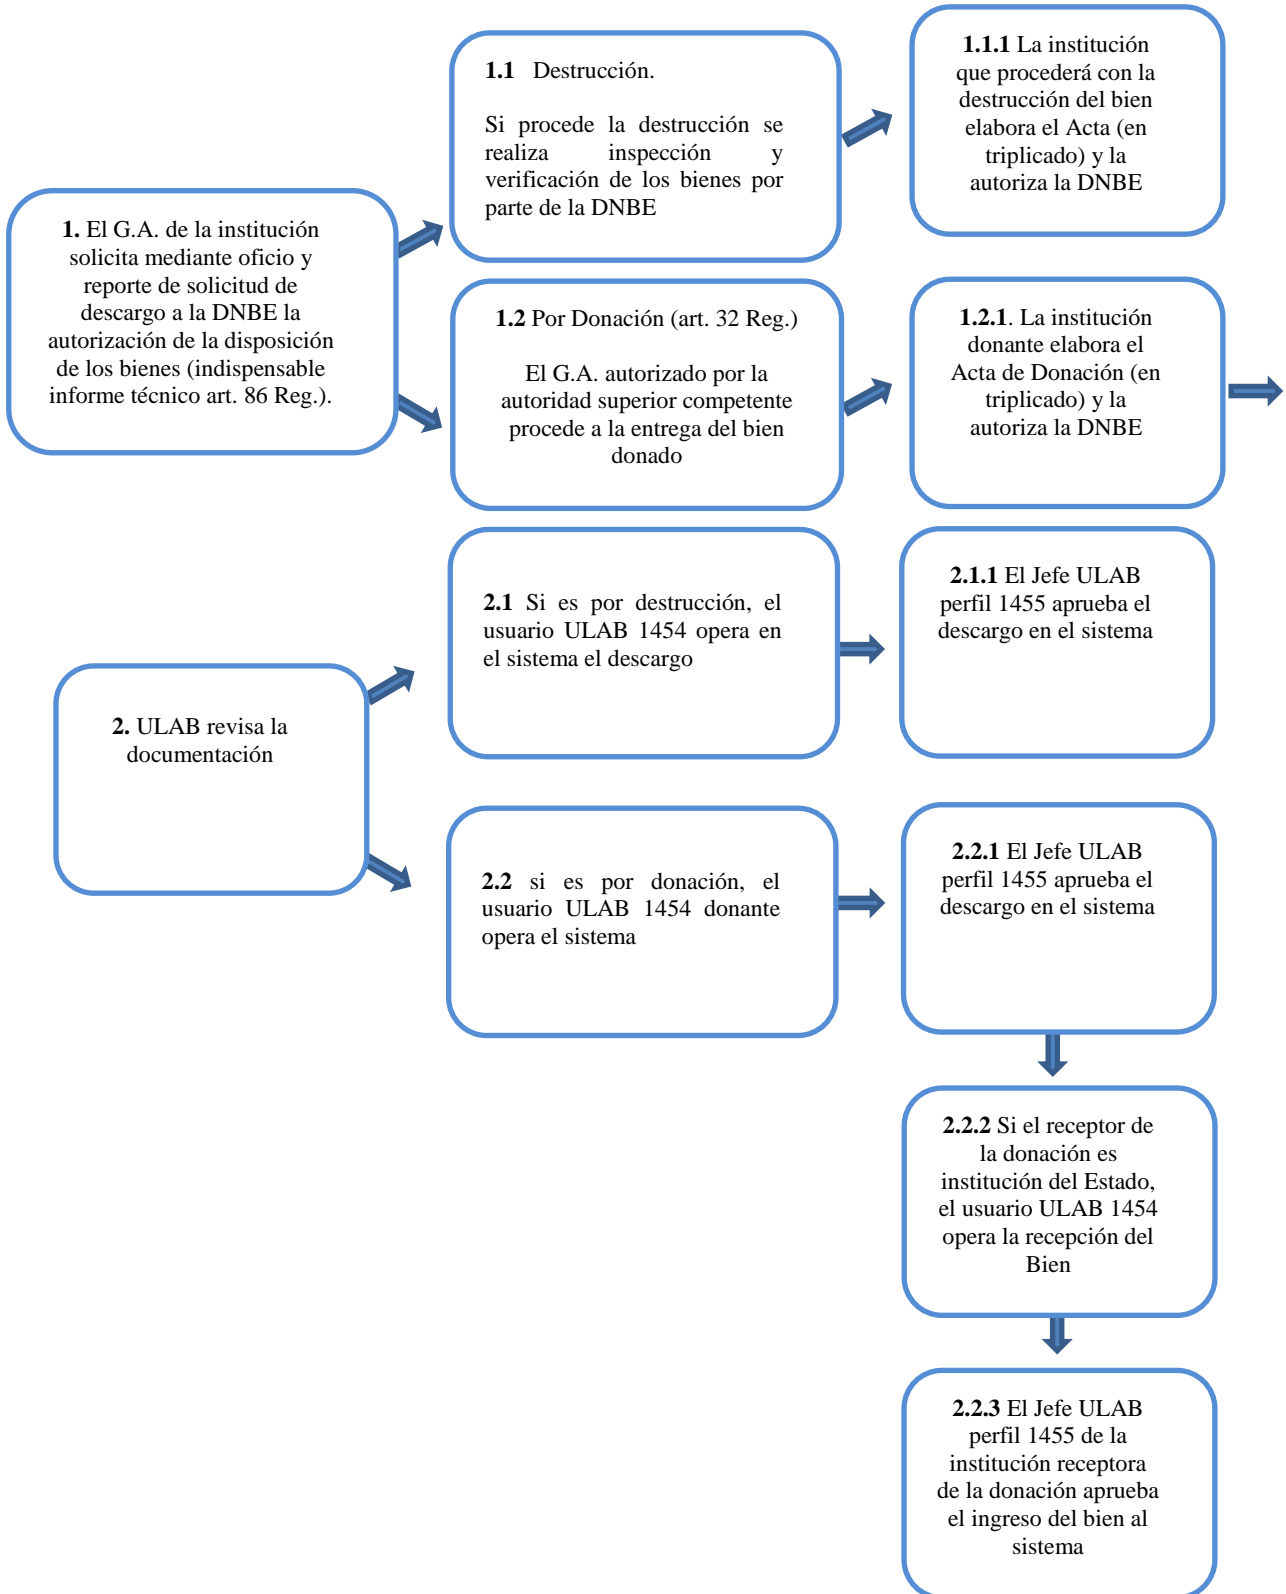 1. El G.A. de la institución
solicita mediante oficio y
reporte de solicitud de
descargo a la DNBE la
autorización de la disposición
de los bienes (indispensable
informe técnico art. 86 Reg.).
1.1 Destrucción.
Si procede la destrucción se
realiza inspección y
verificación de los bienes por
parte de la DNBE
1.1.1 La institución
que procederá con la
destrucción del bien
elabora el Acta (en
triplicado) y la
autoriza la DNBE
1.2 Por Donación (art. 32 Reg.)
El G.A. autorizado por la
autoridad superior competente
procede a la entrega del bien
donado
1.2.1. La institución
donante elabora el
Acta de Donación (en
triplicado) y la
autoriza la DNBE
2. ULAB revisa la
documentación
2.1 Si es por destrucción, el
usuario ULAB 1454 opera en
el sistema el descargo
2.1.1 El Jefe ULAB
perfil 1455 aprueba el
descargo en el sistema
2.2 si es por donación, el
usuario ULAB 1454 donante
opera el sistema
2.2.1 El Jefe ULAB
perfil 1455 aprueba el
descargo en el sistema
2.2.2 Si el receptor de
la donación es
institución del Estado,
el usuario ULAB 1454
opera la recepción del
Bien
2.2.3 El Jefe ULAB
perfil 1455 de la
institución receptora
de la donación aprueba
el ingreso del bien al
sistema